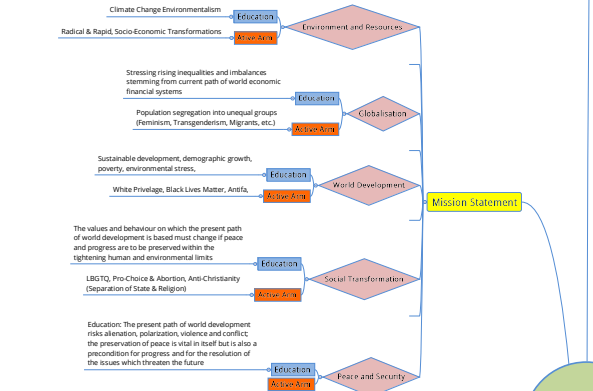 Climate Change Environmentalism
Education
Radical & Rapid, Socio-Economic Transformations
Ative Arm
Environment and Resources
Stressing rising inequalities and imbalances
stemming from current path of world economic
financial systems
Education
Population segregation into unequal groups
(Feminism, Transgenderism, Migrants, etc.)
Active Arm
Globalisation
Sustainable development, demographic growth,
poverty, environmental stress,
Education
White Privelage, Black Lives Matter, Antifa,
Active Arm
World Development
Mission Statement
The values and behaviour on which the present path
of world development is based must change if peace
and progress are to be preserved within the
tightening human and environmental limits
Education
LBGTQ, Pro-Choice & Abortion, Anti-Christianity
(Separation of State & Religion)
Active Arm
Social Transformation
Education: The present path of world development
risks alienation, polarization, violence and conflict;
the preservation of peace is vital in itself but is also a
precondition for progress and for the resolution of
the issues which threaten the future
Education
Active Arm
Peace and Security